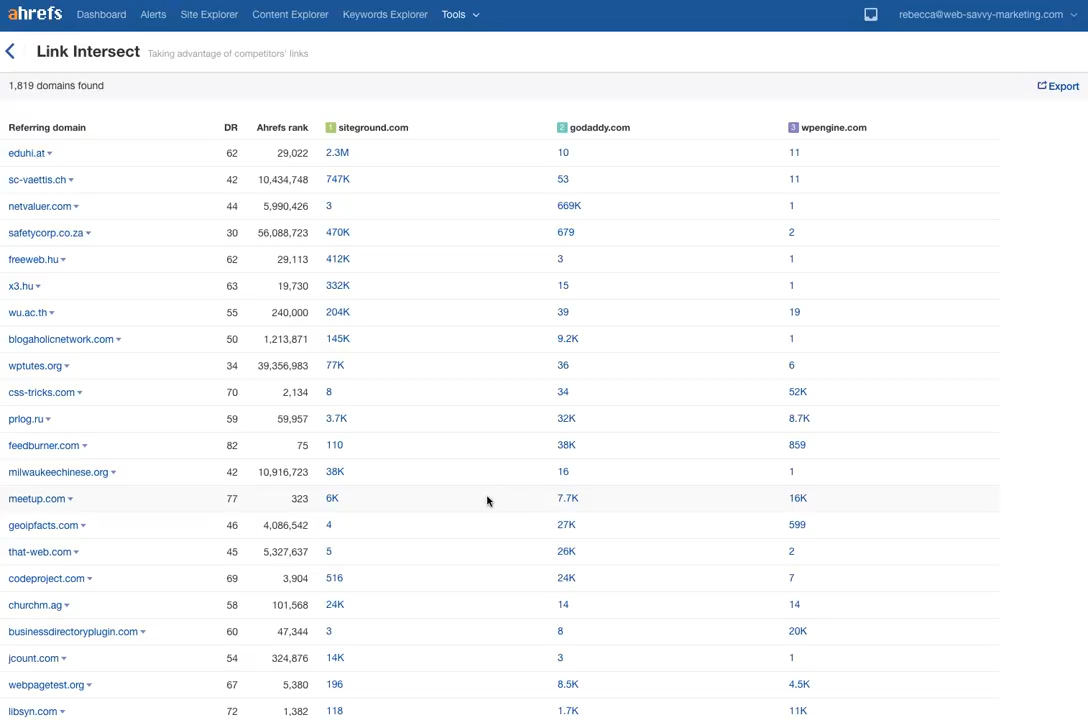 ahrefs Dashboard Alerts Site Explorer Content Explorer Keywords Explorer Tools rebecca@web-savvy-marketing.com
Link Intersect Taking advantage of competitors' links
1,819 domains found Export
Referring domain DR Ahrefs rank 1 siteground.com 2 godaddy.com 3 wpengine.com
eduhi.at 62 29,022 2.3M 10 11
sc-vaettis.ch 42 10,434,748 747K 53 11
netvaluer.com 44 5,990,426 3 669K 1
safetycorp.co.za 30 56,088,723 470K 679 2
freeweb.hu 62 29,113 412K 3 1
x3.hu 63 19,730 332K 15 1
wu.ac.th 55 240,000 204K 39 19
blogaholicnetwork.com 50 1,213,871 145K 9.2K 1
wptutes.org 34 39,356,983 77K 36 6
css-tricks.com 70 2,134 8 34 52K
prlog.ru 59 59,957 3.7K 32K 8.7K
feedburner.com 82 75 110 38K 859
milwaukeechinese.org 42 10,916,723 38K 16 1
meetup.com 77 323 6K 7.7K 16K
geoipfacts.com 46 4,086,542 4 27K 599
that-web.com 45 5,327,637 5 26K 2
codeproject.com 69 3,904 516 24K 7
churchm.ag 58 101,568 24K 14 14
businessdirectoryplugin.com 60 47,344 3 8 20K
jcount.com 54 324,876 14K 3 1
webpagetest.org 67 5,380 196 8.5K 4.5K
libsyn.com 72 1,382 118 1.7K 11K